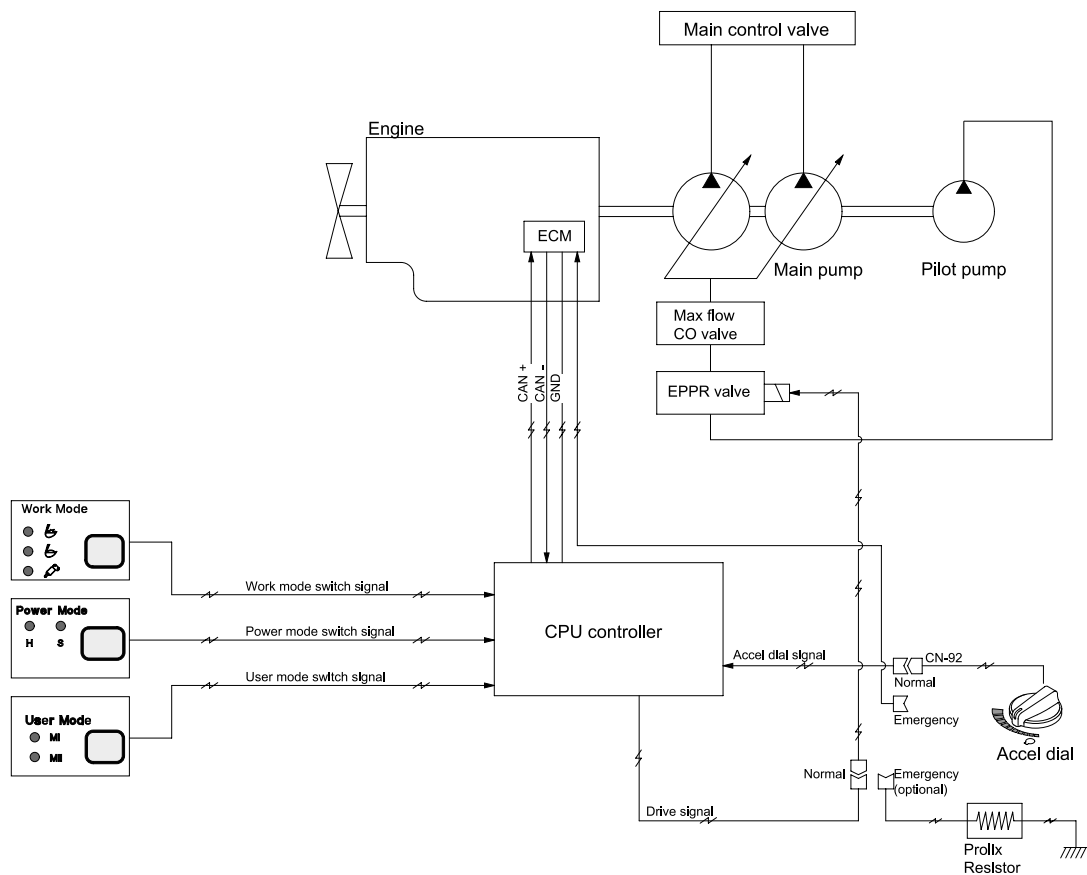 Main control valve
Engine
ECM
Main pump
Pilot pump
Max flow
CO valve
EPPR valve
CAN +
CAN -
GND
Work Mode
Work mode switch signal
Power Mode
H S
Power mode switch signal
CPU controller
User mode switch signal
User Mode
MI
MII
Accel dial signal
CN-92
Normal
Emergency
Accel dial
Normal
Emergency
(optional)
Drive signal
Prolix
Resistor